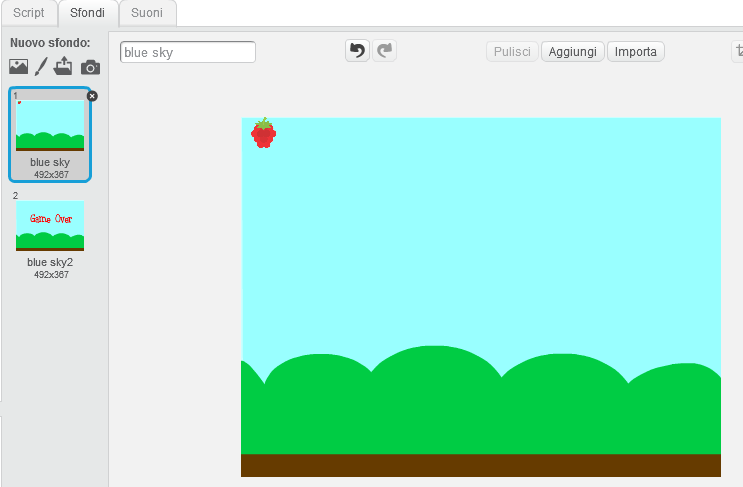 Script Sfondi Suoni
Nuovo sfondo:
blue sky
Pulisci Aggiungi Importa
1
blue sky
492x367
2
Game Over
blue sky2
492x367